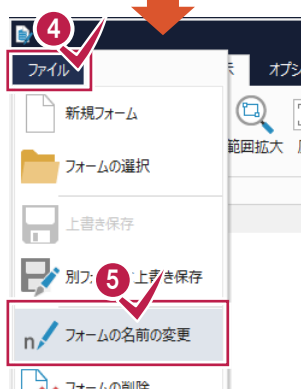 4
ファイル
示
オプシ
新規フォーム
範囲拡大
フォームの選択
上書き保存
別フ
上書き保存
5
フォームの名前の変更
フォームの削除